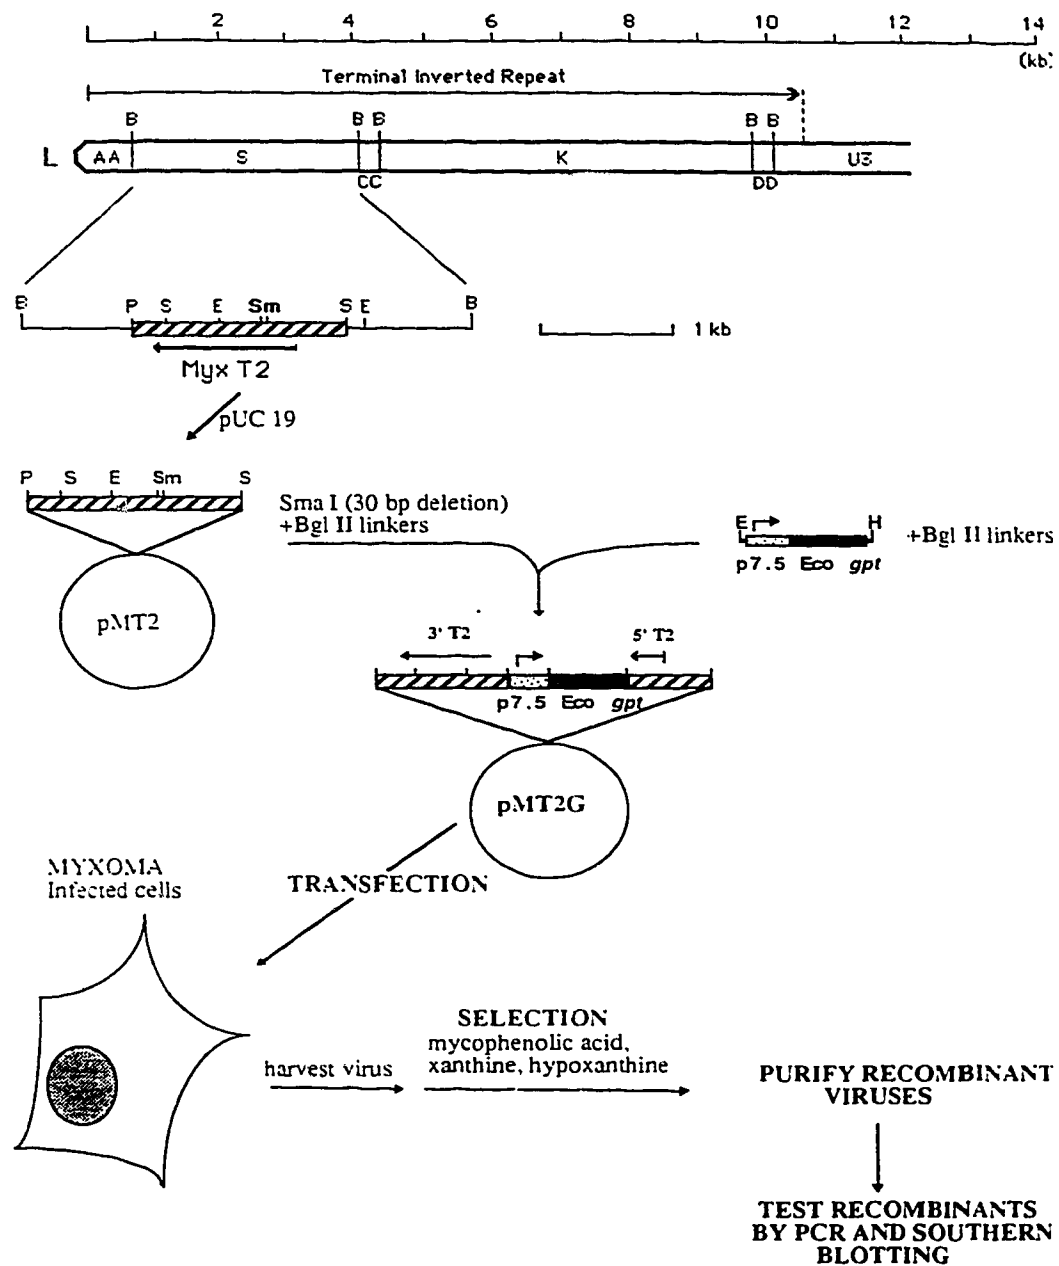 2 4 6 8 10 12 14
(kb)
Terminal Inverted Repeat
B B B B B
L AA S K U3
CC DD
B P S E Sm S E B
1 kb
Myx T2
pUC 19
P S E Sm S
Sma I (30 bp deletion)
+Bgl II linkers
E H
+Bgl II linkers
p7.5 Eco gpt
pMT2
3' T2 5' T2
p7.5 Eco gpt
pMT2G
MYXOMA
Infected cells
TRANSFECTION
SELECTION
mycophenolic acid,
xanthine, hypoxanthine
harvest virus
PURIFY RECOMBINANT
VIRUSES
TEST RECOMBINANTS
BY PCR AND SOUTHERN
BLOTTING